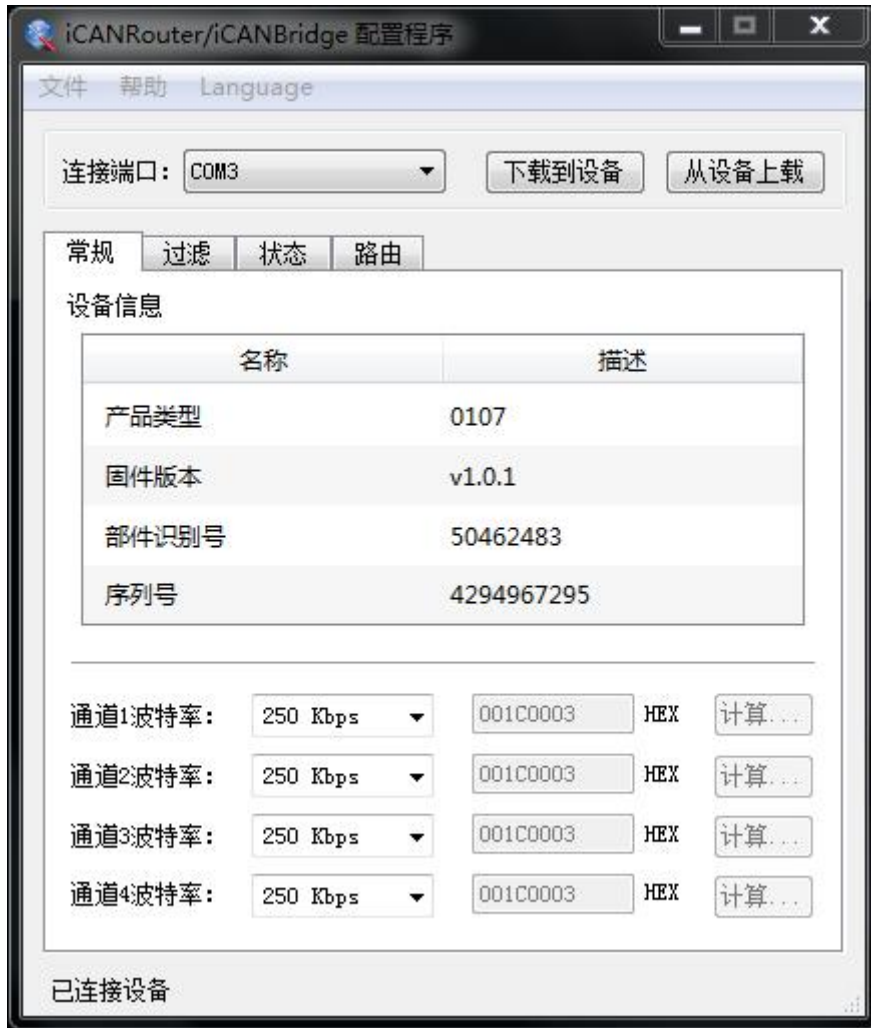 iCANRouter/iCANBridge 配置程序
文件 帮助 Language
连接端口: COM3 下载到设备 从设备上载
常规 过滤 状态 路由
设备信息
名称 描述
产品类型 0107
固件版本 v1.0.1
部件识别号 50462483
序列号 4294967295
通道1波特率: 250 Kbps 001C0003 HEX 计算...
通道2波特率: 250 Kbps 001C0003 HEX 计算...
通道3波特率: 250 Kbps 001C0003 HEX 计算...
通道4波特率: 250 Kbps 001C0003 HEX 计算...
已连接设备